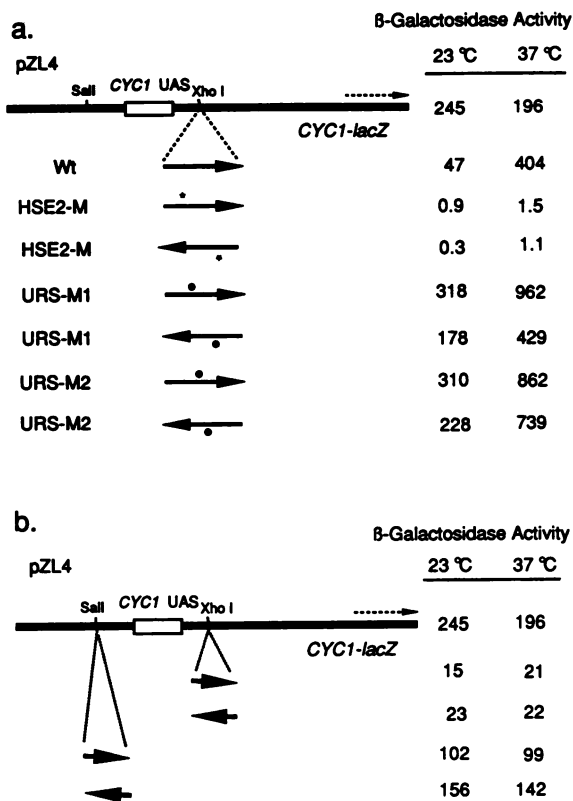 a.
ß-Galactosidase Activity
pZL4
23 °C 37 °C
SalI CYC1 UAS Xho I
CYC1-lacZ
245 196
Wt 47 404
HSE2-M 0.9 1.5
HSE2-M 0.3 1.1
URS-M1 318 962
URS-M1 178 429
URS-M2 310 862
URS-M2 228 739
b.
ß-Galactosidase Activity
pZL4
23 °C 37 °C
SalI CYC1 UAS Xho I
245 196
CYC1-lacZ
15 21
23 22
102 99
156 142